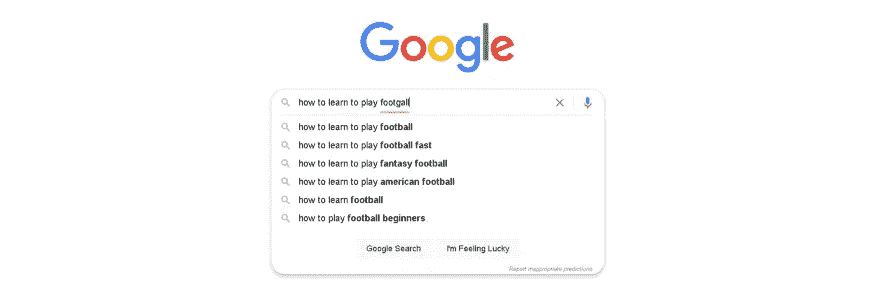 Google
how to learn to play footgall
how to learn to play football
how to learn to play football fast
how to learn to play fantasy football
how to learn to play american football
how to learn football
how to play football beginners
Google Search I'm Feeling Lucky
Report inappropriate predictions